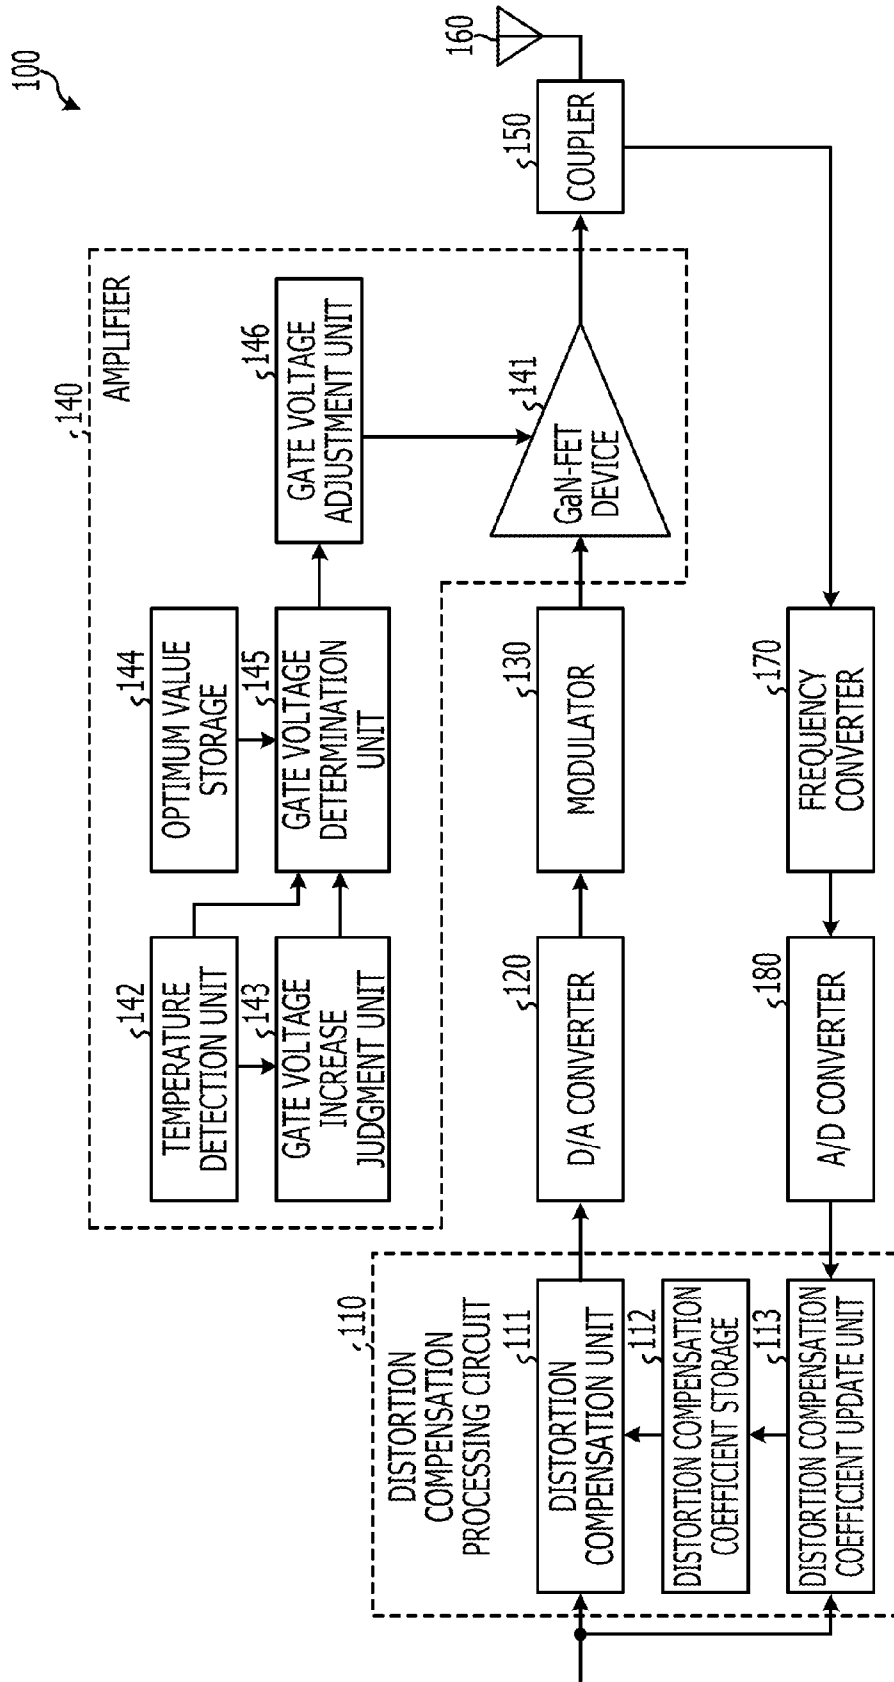 100
140
AMPLIFIER
142
TEMPERATURE
DETECTION UNIT
144
OPTIMUM VALUE
STORAGE
143
GATE VOLTAGE
INCREASE
JUDGMENT UNIT
145
GATE VOLTAGE
DETERMINATION
UNIT
146
GATE VOLTAGE
ADJUSTMENT UNIT
110
DISTORTION
COMPENSATION
PROCESSING CIRCUIT
111
DISTORTION
COMPENSATION UNIT
120
D/A CONVERTER
130
MODULATOR
141
GaN-FET
DEVICE
150
COUPLER
160
112
DISTORTION COMPENSATION
COEFFICIENT STORAGE
113
DISTORTION COMPENSATION
COEFFICIENT UPDATE UNIT
180
A/D CONVERTER
170
FREQUENCY
CONVERTER